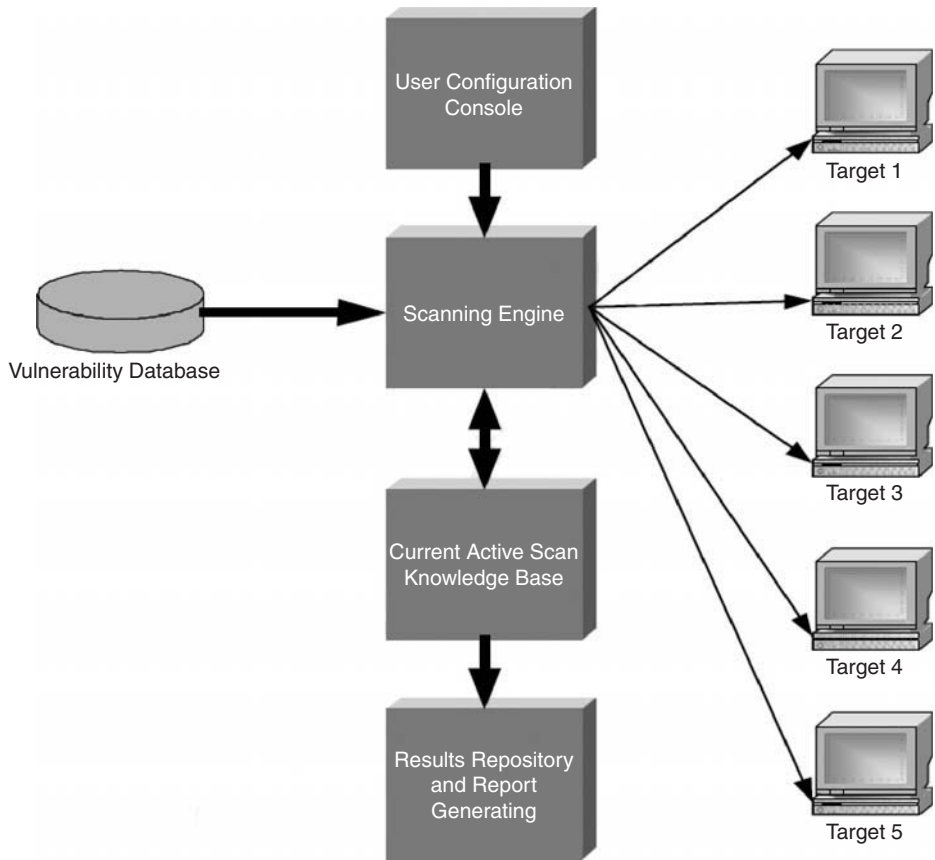 User Configuration
Console
Target 1
Scanning Engine
Target 2
Vulnerability Database
Target 3
Current Active Scan
Knowledge Base
Target 4
Results Repository
and Report
Generating
Target 5